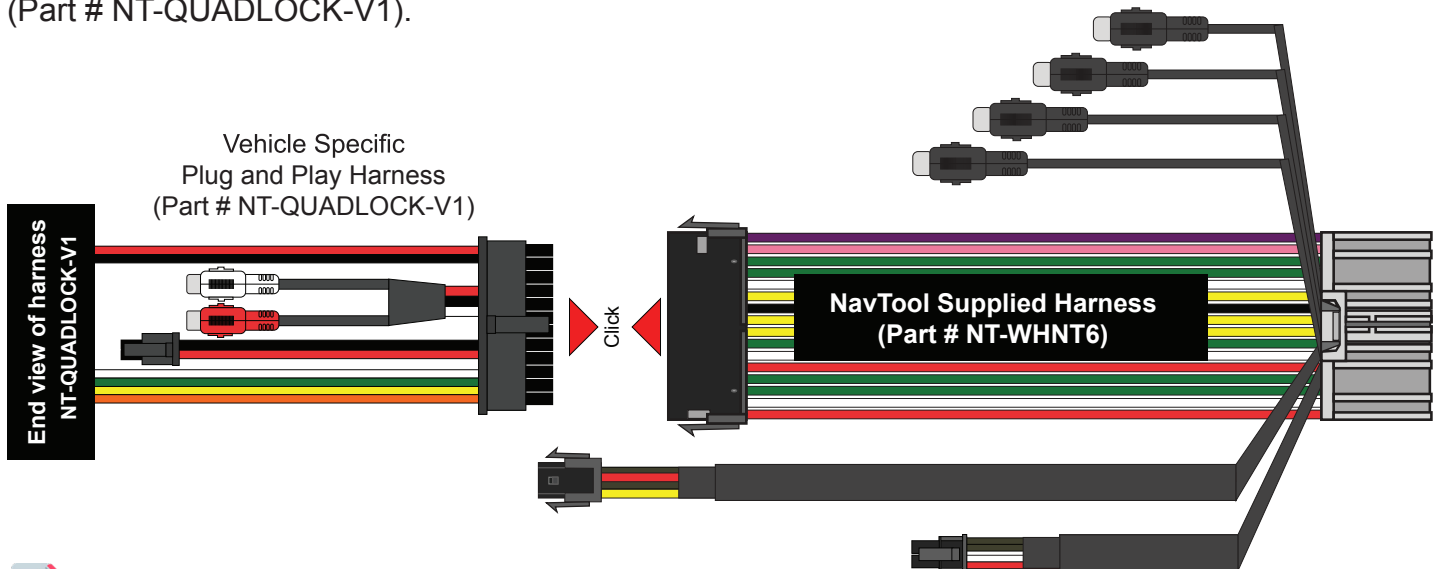 (Part # NT-QUADLOCK-V1).
Vehicle Specific
Plug and Play Harness
(Part # NT-QUADLOCK-V1)
End view of harness
NT-QUADLOCK-V1
Click
NavTool Supplied Harness
(Part # NT-WHNT6)